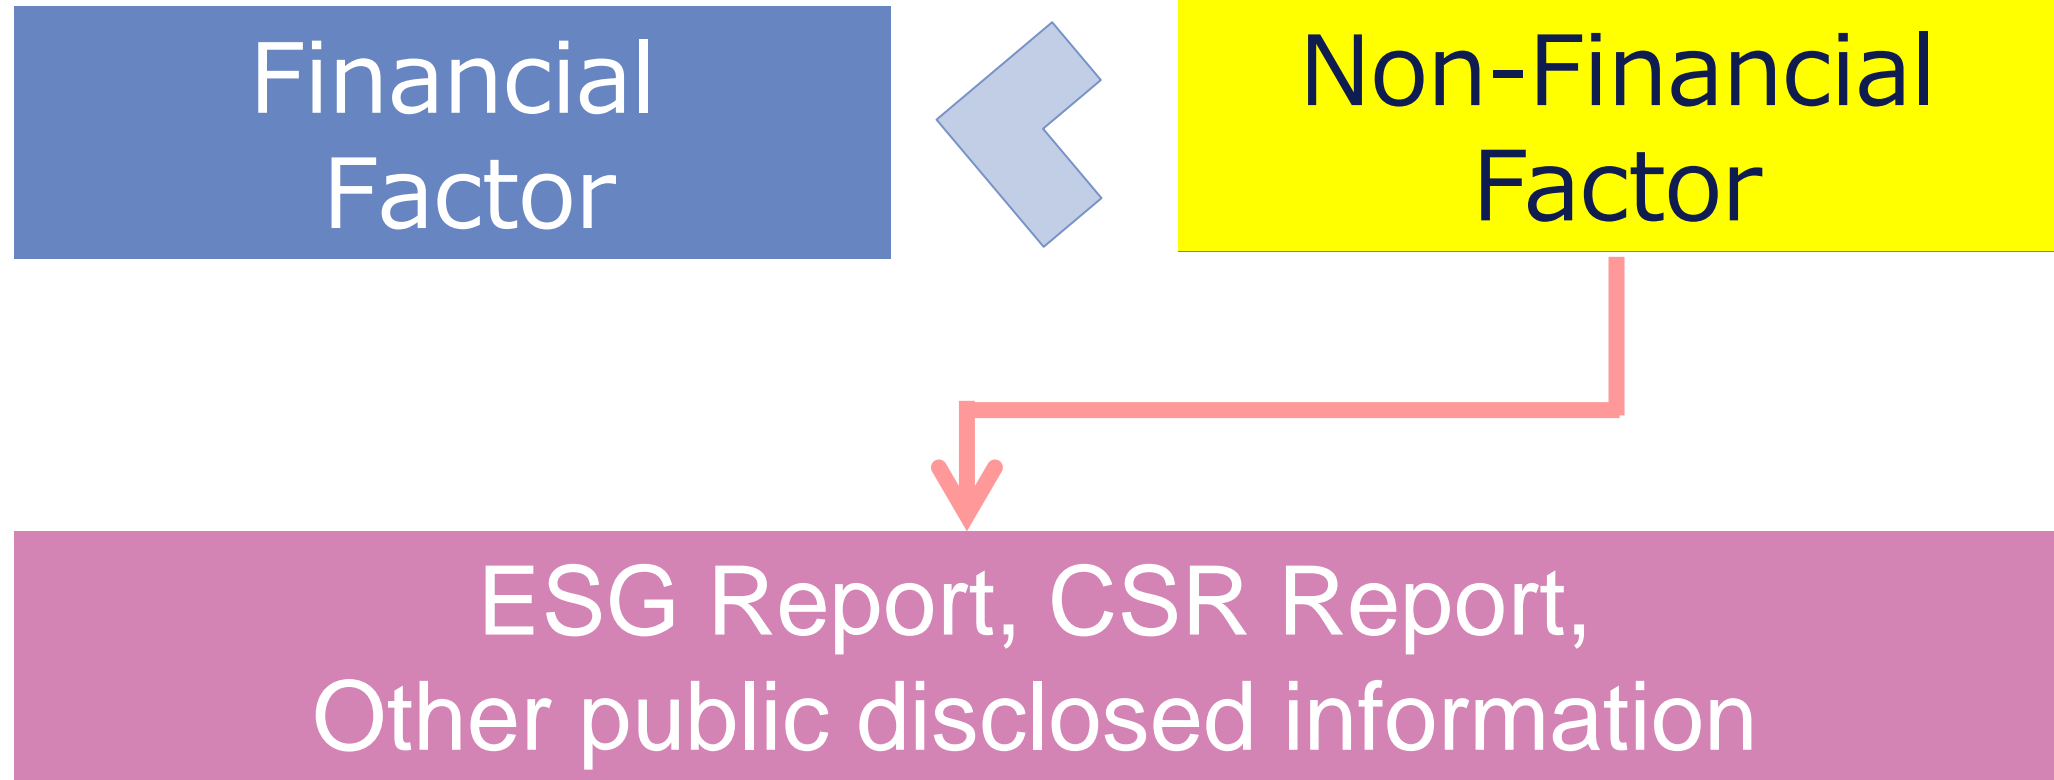 Financial
Factor
Non-Financial
Factor
ESG Report, CSR Report,
Other public disclosed information